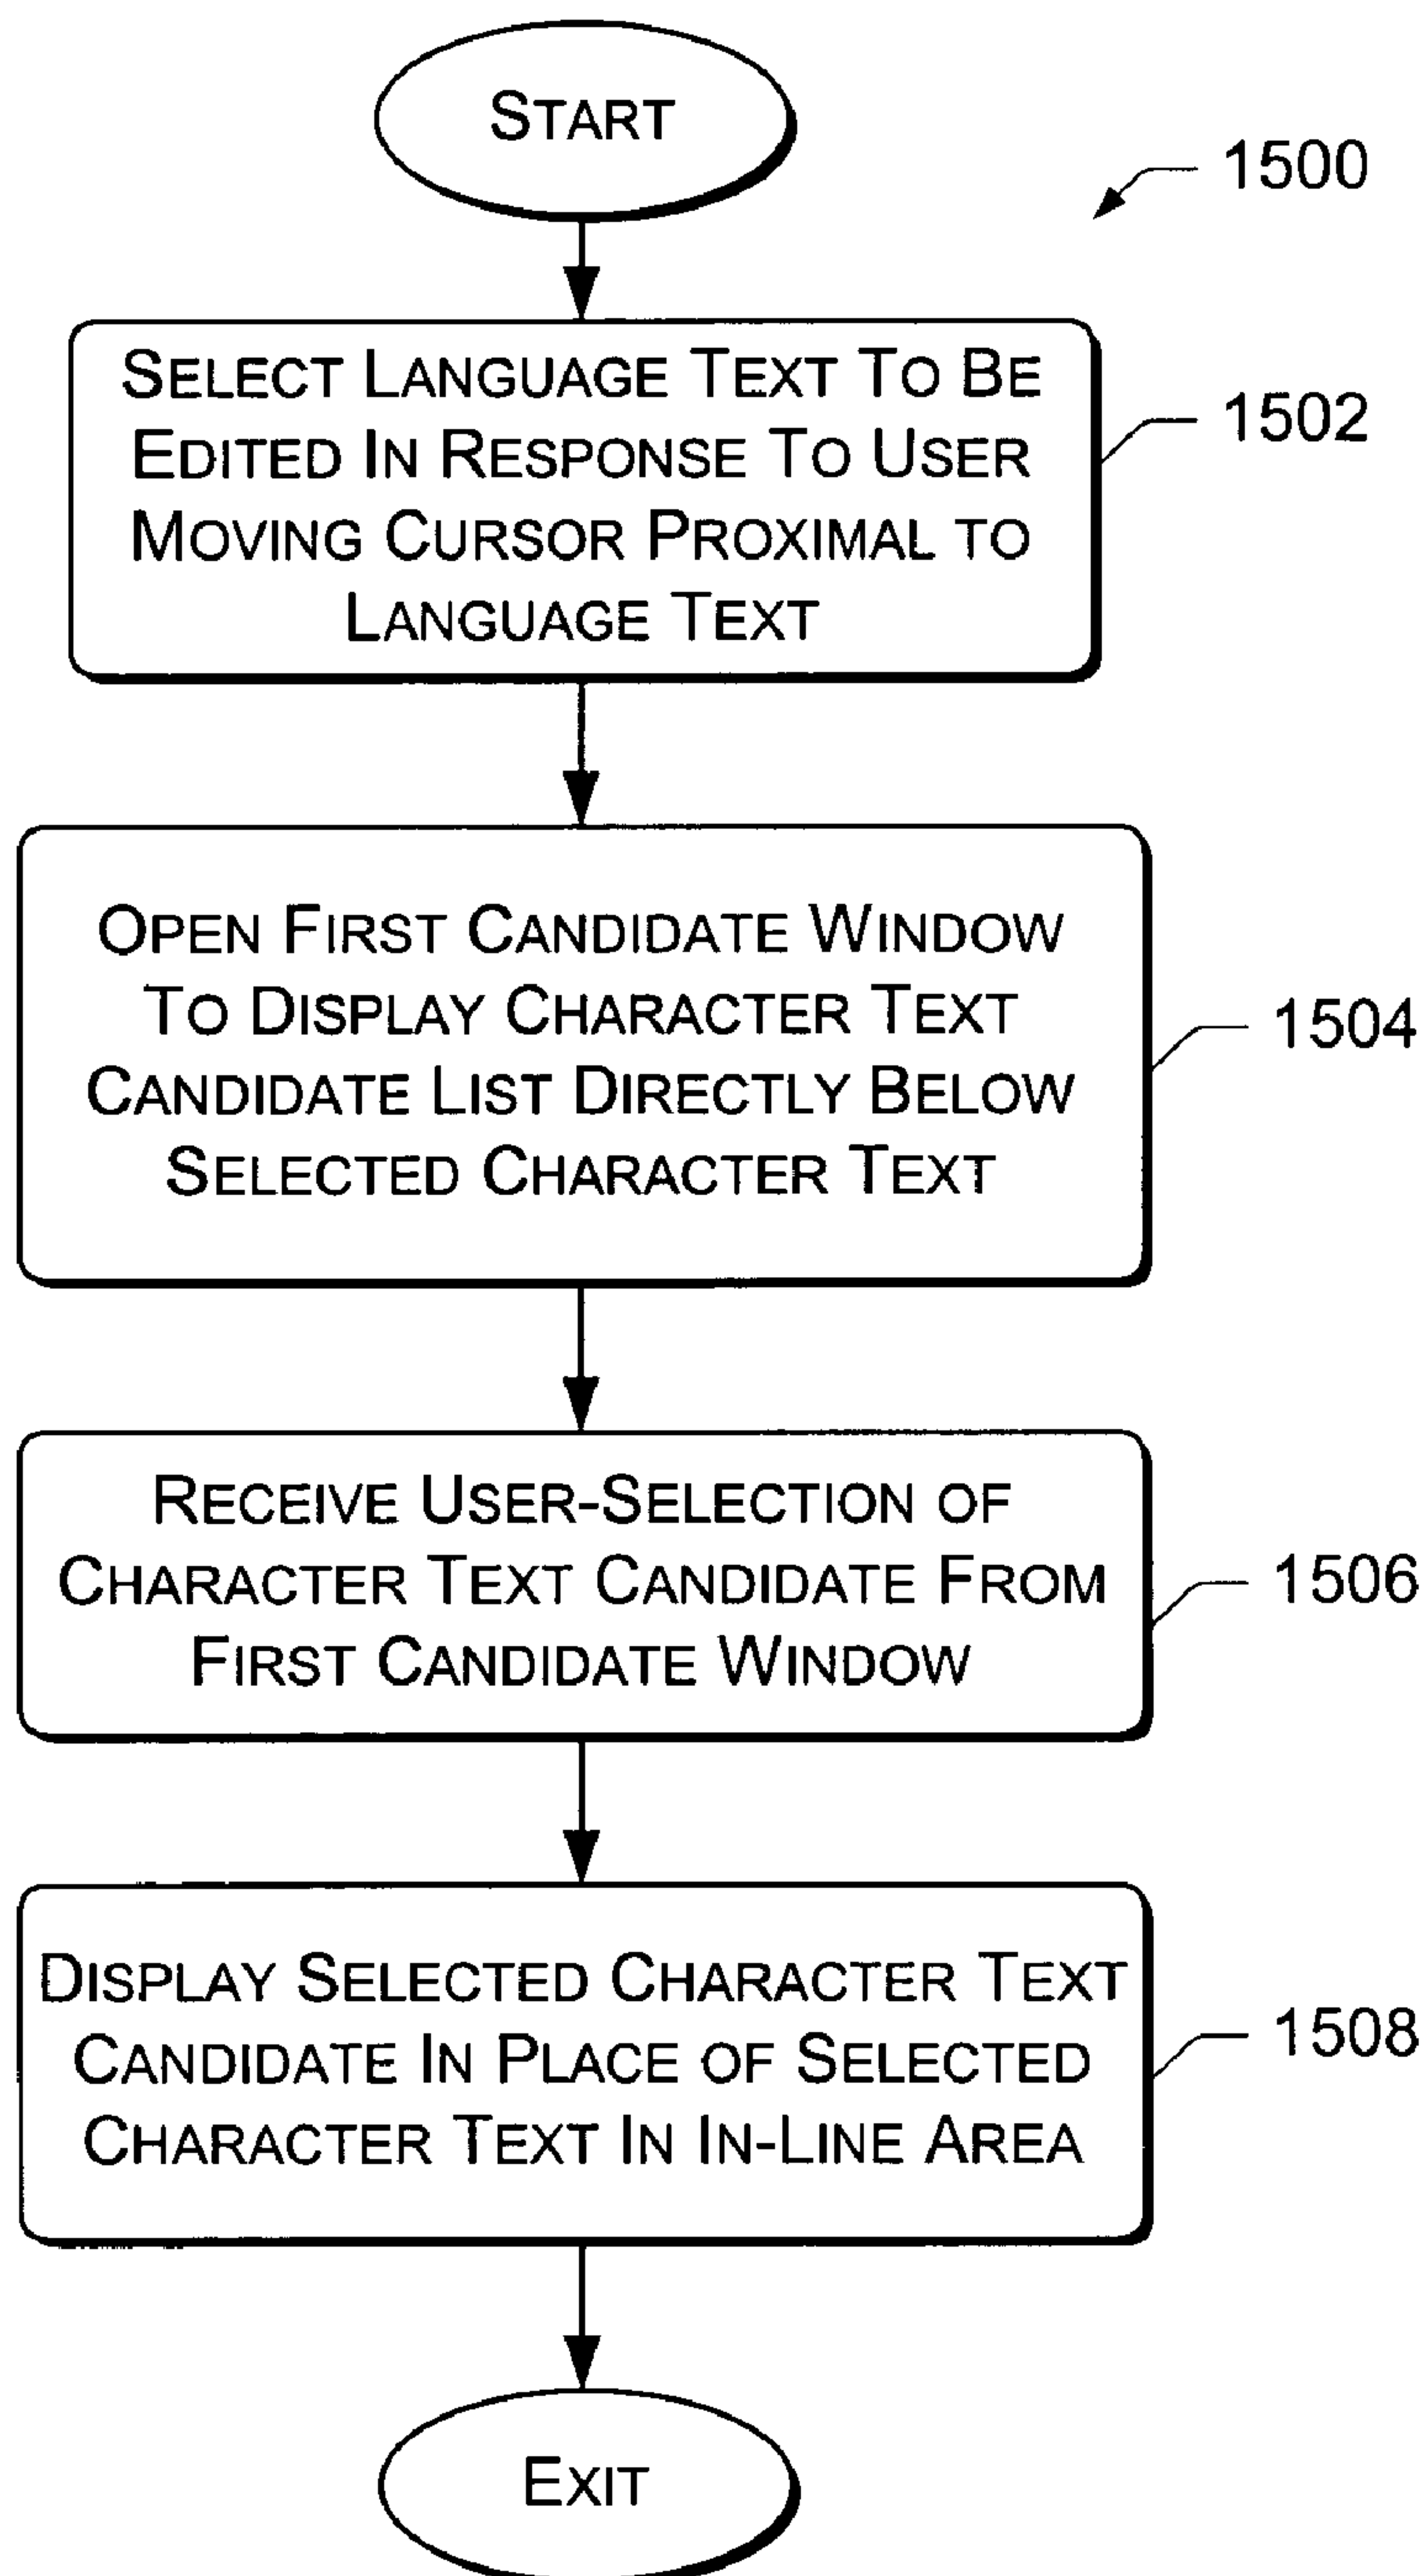 START
1500
SELECT LANGUAGE TEXT TO BE
EDITED IN RESPONSE TO USER
MOVING CURSOR PROXIMAL TO
LANGUAGE TEXT
1502
OPEN FIRST CANDIDATE WINDOW
TO DISPLAY CHARACTER TEXT
CANDIDATE LIST DIRECTLY BELOW
SELECTED CHARACTER TEXT
1504
RECEIVE USER-SELECTION OF
CHARACTER TEXT CANDIDATE FROM
FIRST CANDIDATE WINDOW
1506
DISPLAY SELECTED CHARACTER TEXT
CANDIDATE IN PLACE OF SELECTED
CHARACTER TEXT IN IN-LINE AREA
1508
EXIT